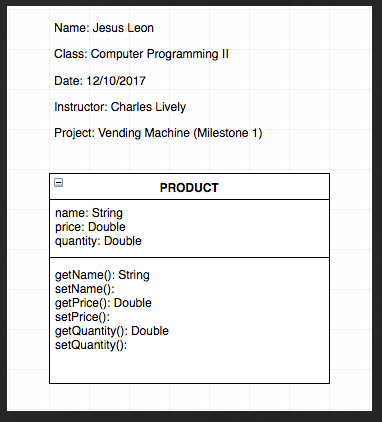 Name: Jesus Leon
Class: Computer Programming II
Date: 12/10/2017
Instructor: Charles Lively
Project: Vending Machine (Milestone 1)
PRODUCT
name: String
price: Double
quantity: Double
getName(): String
setName():
getPrice(): Double
setPrice():
getQuantity(): Double
setQuantity():